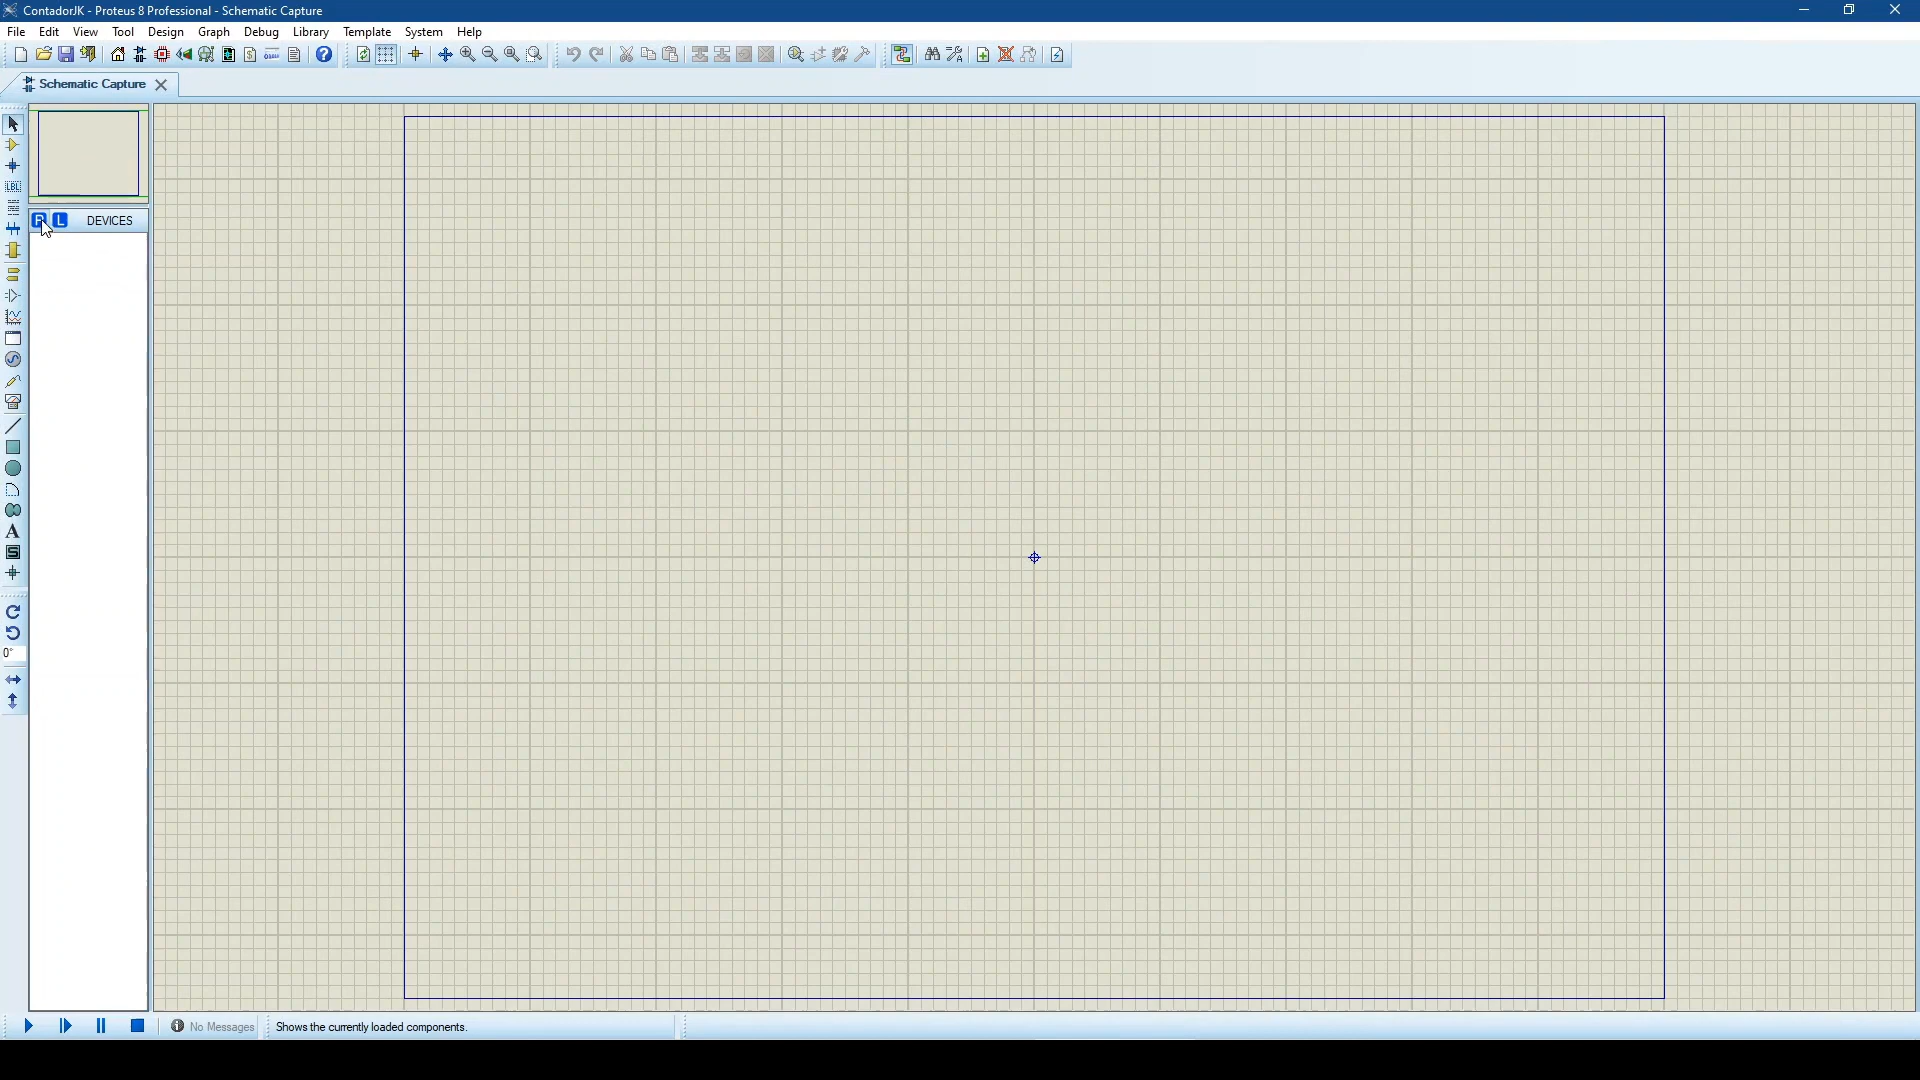 ContadorJK - Proteus 8 Professional - Schematic Capture
File Edit View Tool Design Graph Debug Library Template System Help
Schematic Capture
LBL
P L DEVICES
A
S
0°
No Messages Shows the currently loaded components.